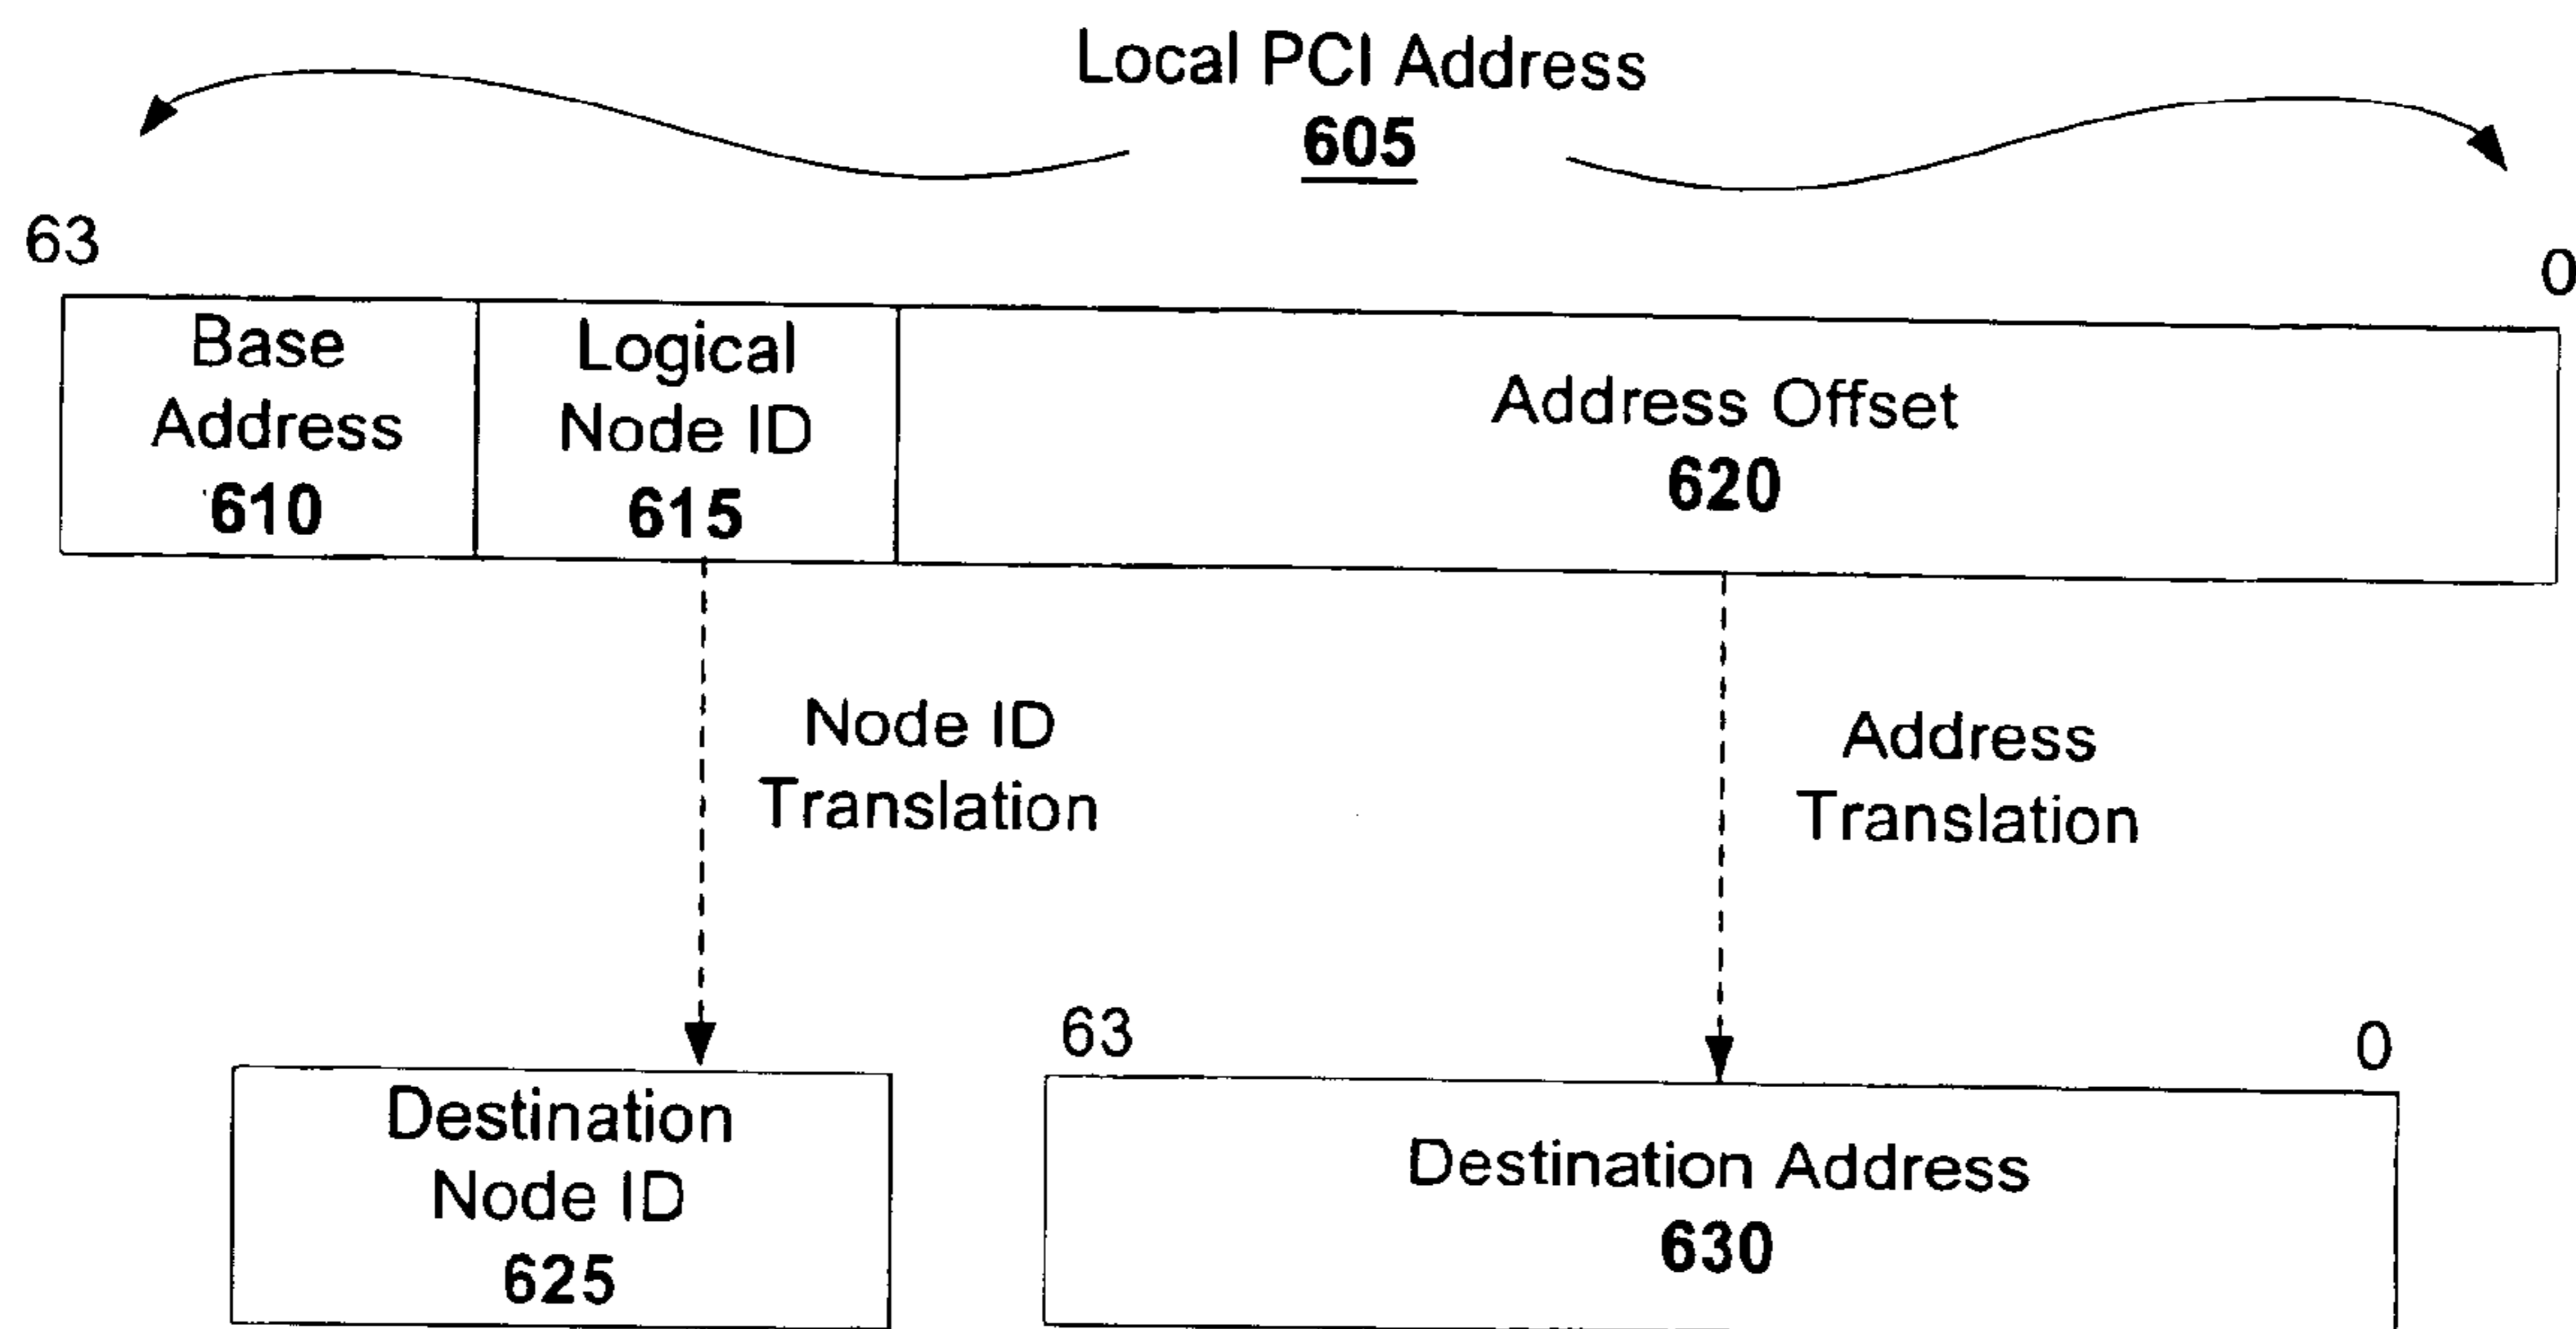 Local PCI Address
605
63
0
Base
Address
610
Logical
Node ID
615
Address Offset
620
Node ID
Translation
Address
Translation
63
0
Destination
Node ID
625
Destination Address
630